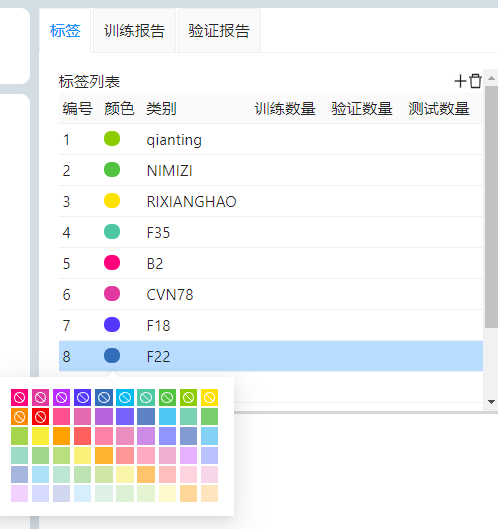 标签 训练报告 验证报告
标签列表
编号 颜色 类别 训练数量 验证数量 测试数量
1 qianting
2 NIMIZI
3 RIXIANGHAO
4 F35
5 B2
6 CVN78
7 F18
8 F22